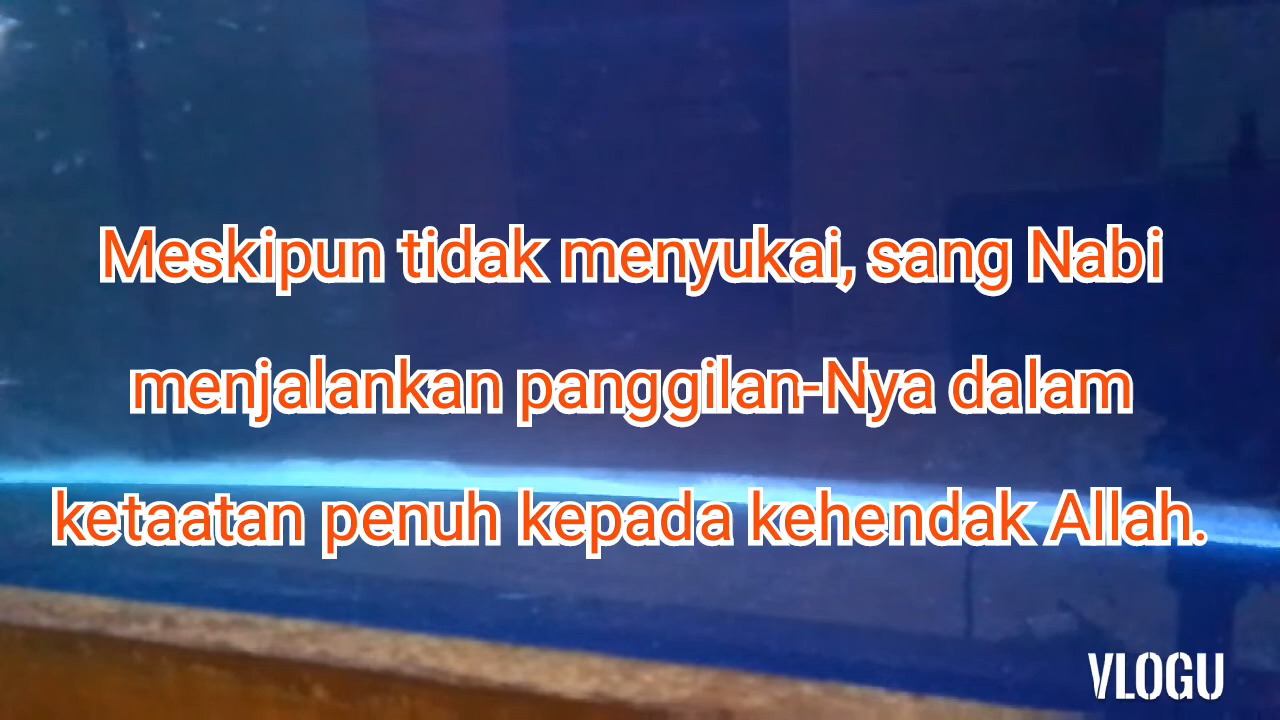 Meskipun tidak menyukai, sang Nabi
menjalankan panggilan-Nya dalam
ketaatan penuh kepada kehendak Allah.
VLOGU